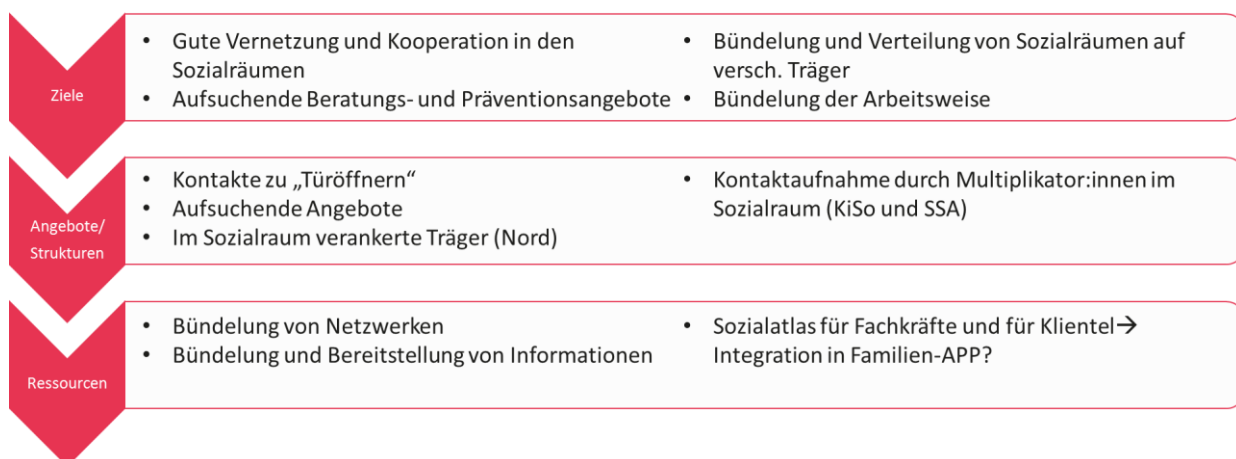 Ziele
• Gute Vernetzung und Kooperation in den
Sozialräumen
• Aufsuchende Beratungs- und Präventionsangebote
• Bündelung und Verteilung von Sozialräumen auf
versch. Träger
• Bündelung der Arbeitsweise
Angebote/
Strukturen
• Kontakte zu „Türöffnern“
• Aufsuchende Angebote
• Im Sozialraum verankerte Träger (Nord)
• Kontaktaufnahme durch Multiplikator:innen im
Sozialraum (KiSo und SSA)
Ressourcen
• Bündelung von Netzwerken
• Bündelung und Bereitstellung von Informationen
• Sozialatlas für Fachkräfte und für Klientel→
Integration in Familien-APP?